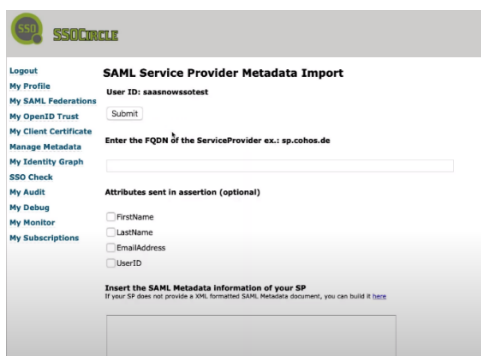 SSO
SSOCIRCLE
Logout
My Profile
My SAML Federations
My OpenID Trust
My Client Certificate
Manage Metadata
My Identity Graph
SSO Check
My Audit
My Debug
My Monitor
My Subscriptions
SAML Service Provider Metadata Import
User ID: saasnowssotest
Submit
Enter the FQDN of the ServiceProvider ex.: sp.cohos.de
Attributes sent in assertion (optional)
FirstName
LastName
EmailAddress
UserID
Insert the SAML Metadata information of your SP
If your SP does not provide a XML formatted SAML Metadata document, you can build it here